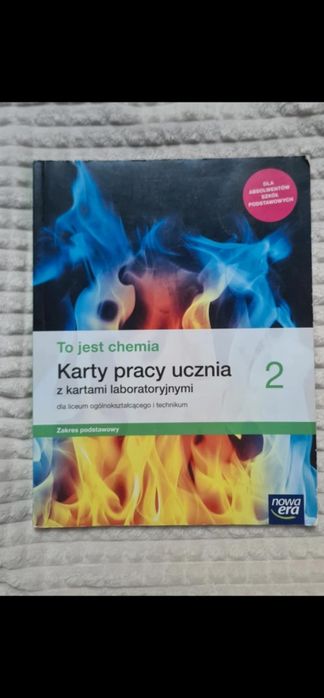 DLA
ABSOLWENTÓW
SZKÓŁ
PODSTAWOWYCH
To jest chemia
Karty pracy ucznia
z kartami laboratoryjnymi
2
dla liceum ogólnokształcącego i technikum
Zakres podstawowy
nowa
era